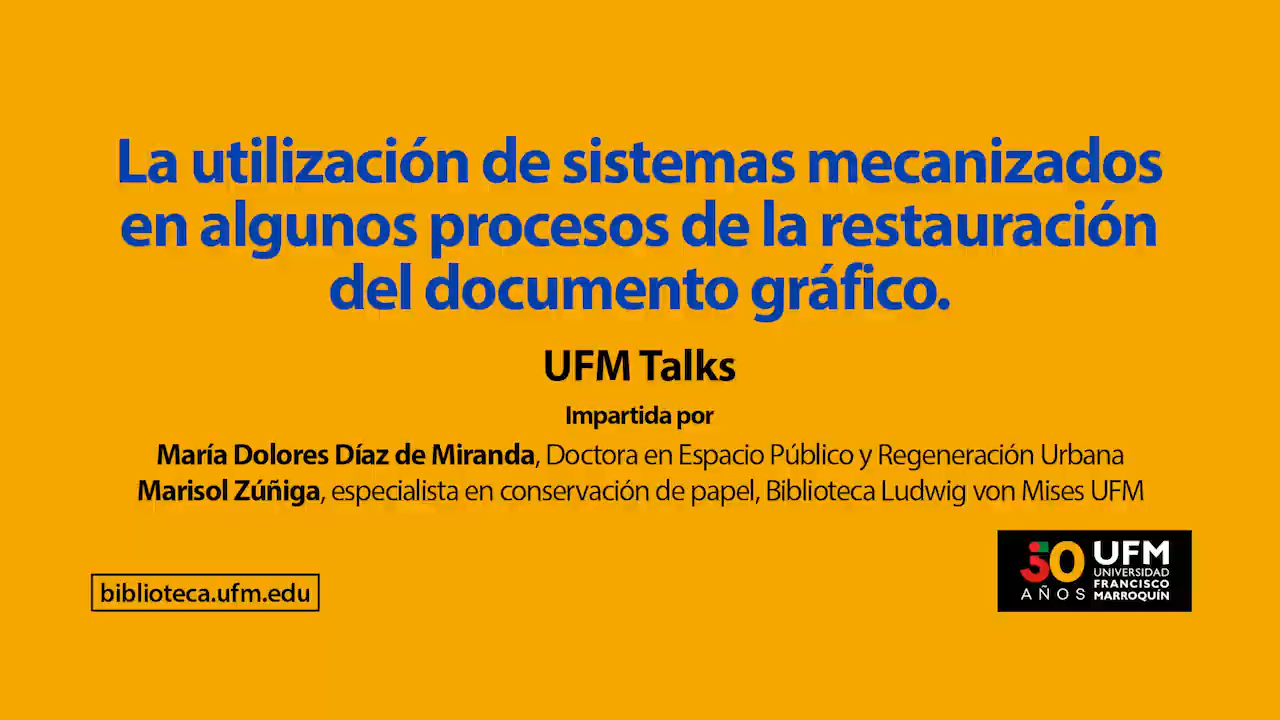 La utilización de sistemas mecanizados
en algunos procesos de la restauración
del documento gráfico.
UFM Talks
Impartida por
María Dolores Díaz de Miranda, Doctora en Espacio Público y Regeneración Urbana
Marisol Zúñiga, especialista en conservación de papel, Biblioteca Ludwig von Mises UFM
biblioteca.ufm.edu
50
AÑOS
UFM
UNIVERSIDAD
FRANCISCO
MARROQUÍN